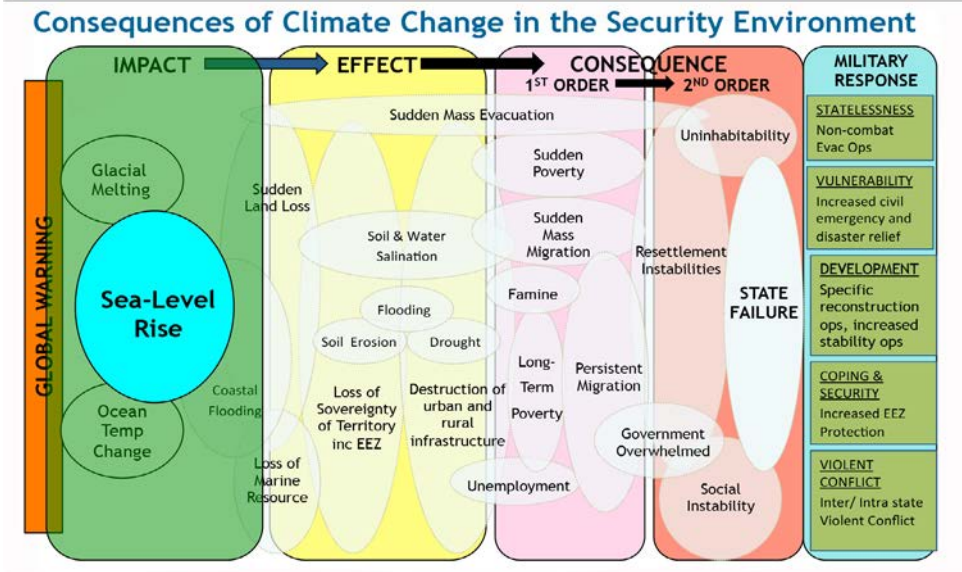 Consequences of Climate Change in the Security Environment
GLOBAL WARNING
IMPACT
Glacial
Melting
Sea-Level
Rise
Ocean
Temp
Change
EFFECT
Sudden Mass Evacuation
Sudden
Land Loss
Soil & Water
Salination
Flooding
Soil Erosion
Drought
Coastal
Flooding
Loss of
Sovereignty
of Territory
inc EEZ
Destruction of
urban and
rural
infrastructure
Loss of
Marine
Resource
CONSEQUENCE
1ST ORDER
2ND ORDER
Sudden
Poverty
Sudden
Mass
Migration
Famine
Long-
Term
Poverty
Persistent
Migration
Unemployment
Uninhabitability
Resettlement
Instabilities
STATE
FAILURE
Government
Overwhelmed
Social
Instability
MILITARY
RESPONSE
STATELESSNESS
Non-combat
Evac Ops
VULNERABILITY
Increased civil
emergency and
disaster relief
DEVELOPMENT
Specific
reconstruction
ops, increased
stability ops
COPING &
SECURITY
Increased EEZ
Protection
VIOLENT
CONFLICT
Inter/ Intra state
Violent Conflict